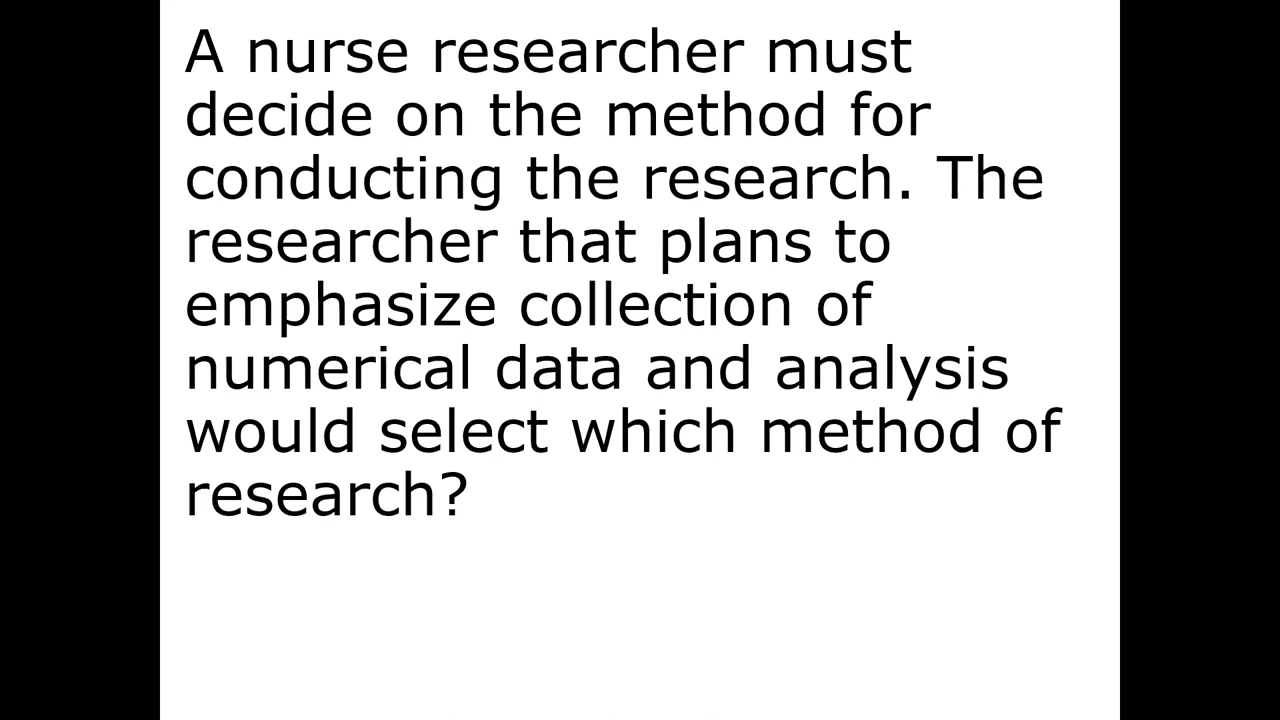 A nurse researcher must
decide on the method for
conducting the research. The
researcher that plans to
emphasize collection of
numerical data and analysis
would select which method of
research?